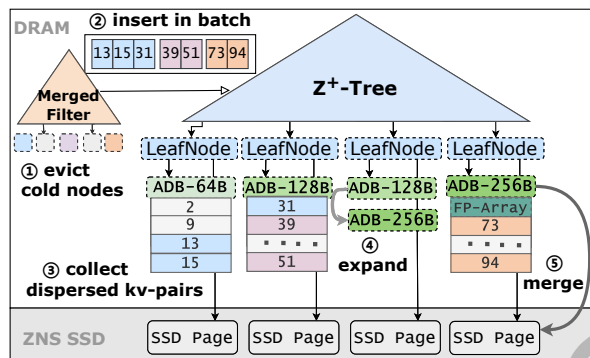 DRAM
② insert in batch
13 15 31 39 51 73 94
Merged
Filter
Z+-Tree
① evict
cold nodes
LeafNode LeafNode LeafNode LeafNode
ADB-64B ADB-128B ADB-128B ADB-256B
2 31 ADB-256B FP-Array
9 39 73
13 . . . . ④ . . . .
15 51 expand 94
③ collect
dispersed kv-pairs
⑤
merge
SSD Page SSD Page SSD Page SSD Page
ZNS SSD